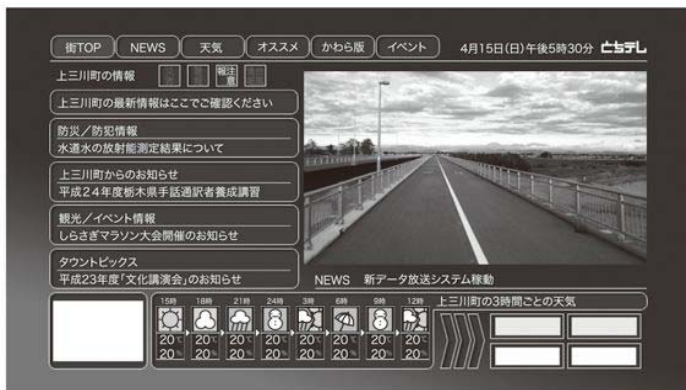 街TOP NEWS 天気 オススメ かわら版 イベント 4月15日(日)午後5時30分 とちテレ
上三川町の情報 注意報
上三川町の最新情報はここでご確認ください
防災／防犯情報
水道水の放射能測定結果について
上三川町からのお知らせ
平成24年度栃木県手話通訳者養成講習
観光／イベント情報
しらさぎマラソン大会開催のお知らせ
タウントピックス
平成23年度「文化講演会」のお知らせ
NEWS 新データ放送システム稼動
15時 18時 21時 24時 3時 6時 9時 12時
上三川町の3時間ごとの天気
20℃ 20℃ 20℃ 20℃ 20℃ 20℃ 20℃ 20℃
20% 20% 20% 20% 20% 20% 20% 20%